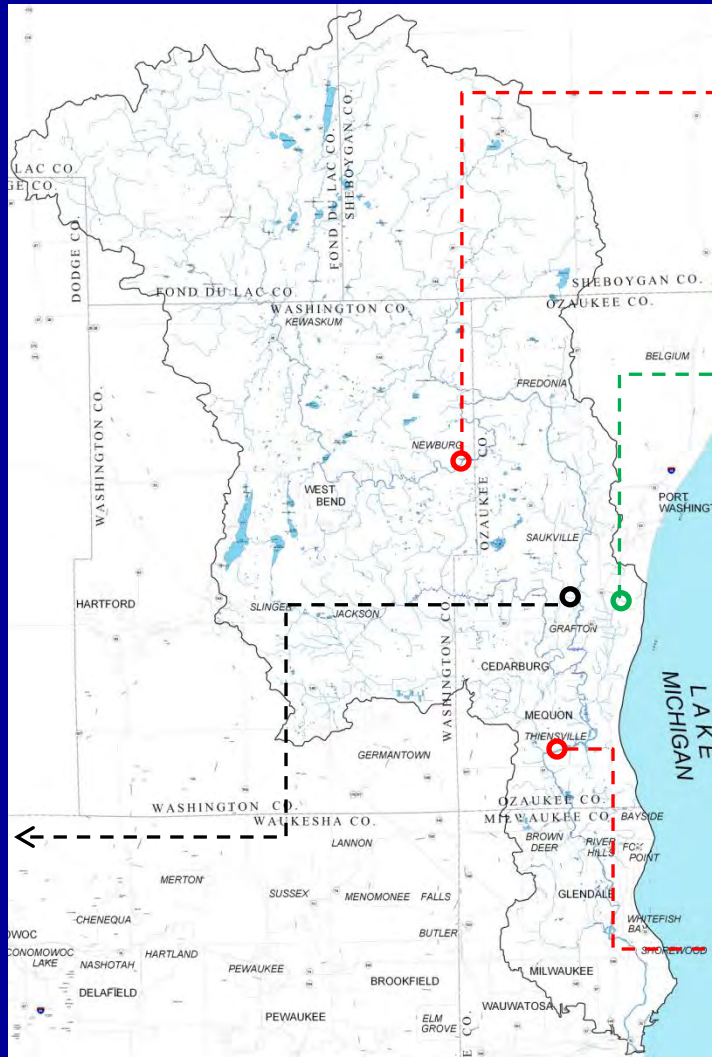 LAC CO.
GE CO.
DODGE CO.
FOND DU LAC CO.
SHEBOYGAN CO.
FOND DU LAC CO.
WASHINGTON CO.
SHEBOYGAN CO.
OZAUKEE CO.
KEWASKUM
BELGIUM
FREDONIA
WASHINGTON CO.
NEWBURG
OZAUKEE CO.
WEST
BEND
PORT
WASHINGT
SAUKVILLE
HARTFORD
SLINGER
JACKSON
GRAFTON
WASHINGTON CO.
CEDARBURG
LAKE
MICHIGAN
MEQUON
THIENSVILLE
GERMANTOWN
WASHINGTON CO.
WAUKESHA CO.
OZAUKEE CO.
MILWAUKEE CO.
BAYSIDE
LANNON
BROWN
DEER
RIVER
HILLS
FOX
POINT
MERTON
SUSSEX
MENOMONEE FALLS
GLENDALE
CHENEQUA
BUTLER
WHITEFISH
BAY
OWOC
CONOMOWOC
LAKE
NASHOTAH
HARTLAND
PEWAUKEE
SHOREWOOD
DELAFIELD
BROOKFIELD
MILWAUKEE
PEWAUKEE
ELM
GROVE
WAUWATOSA
E CO.